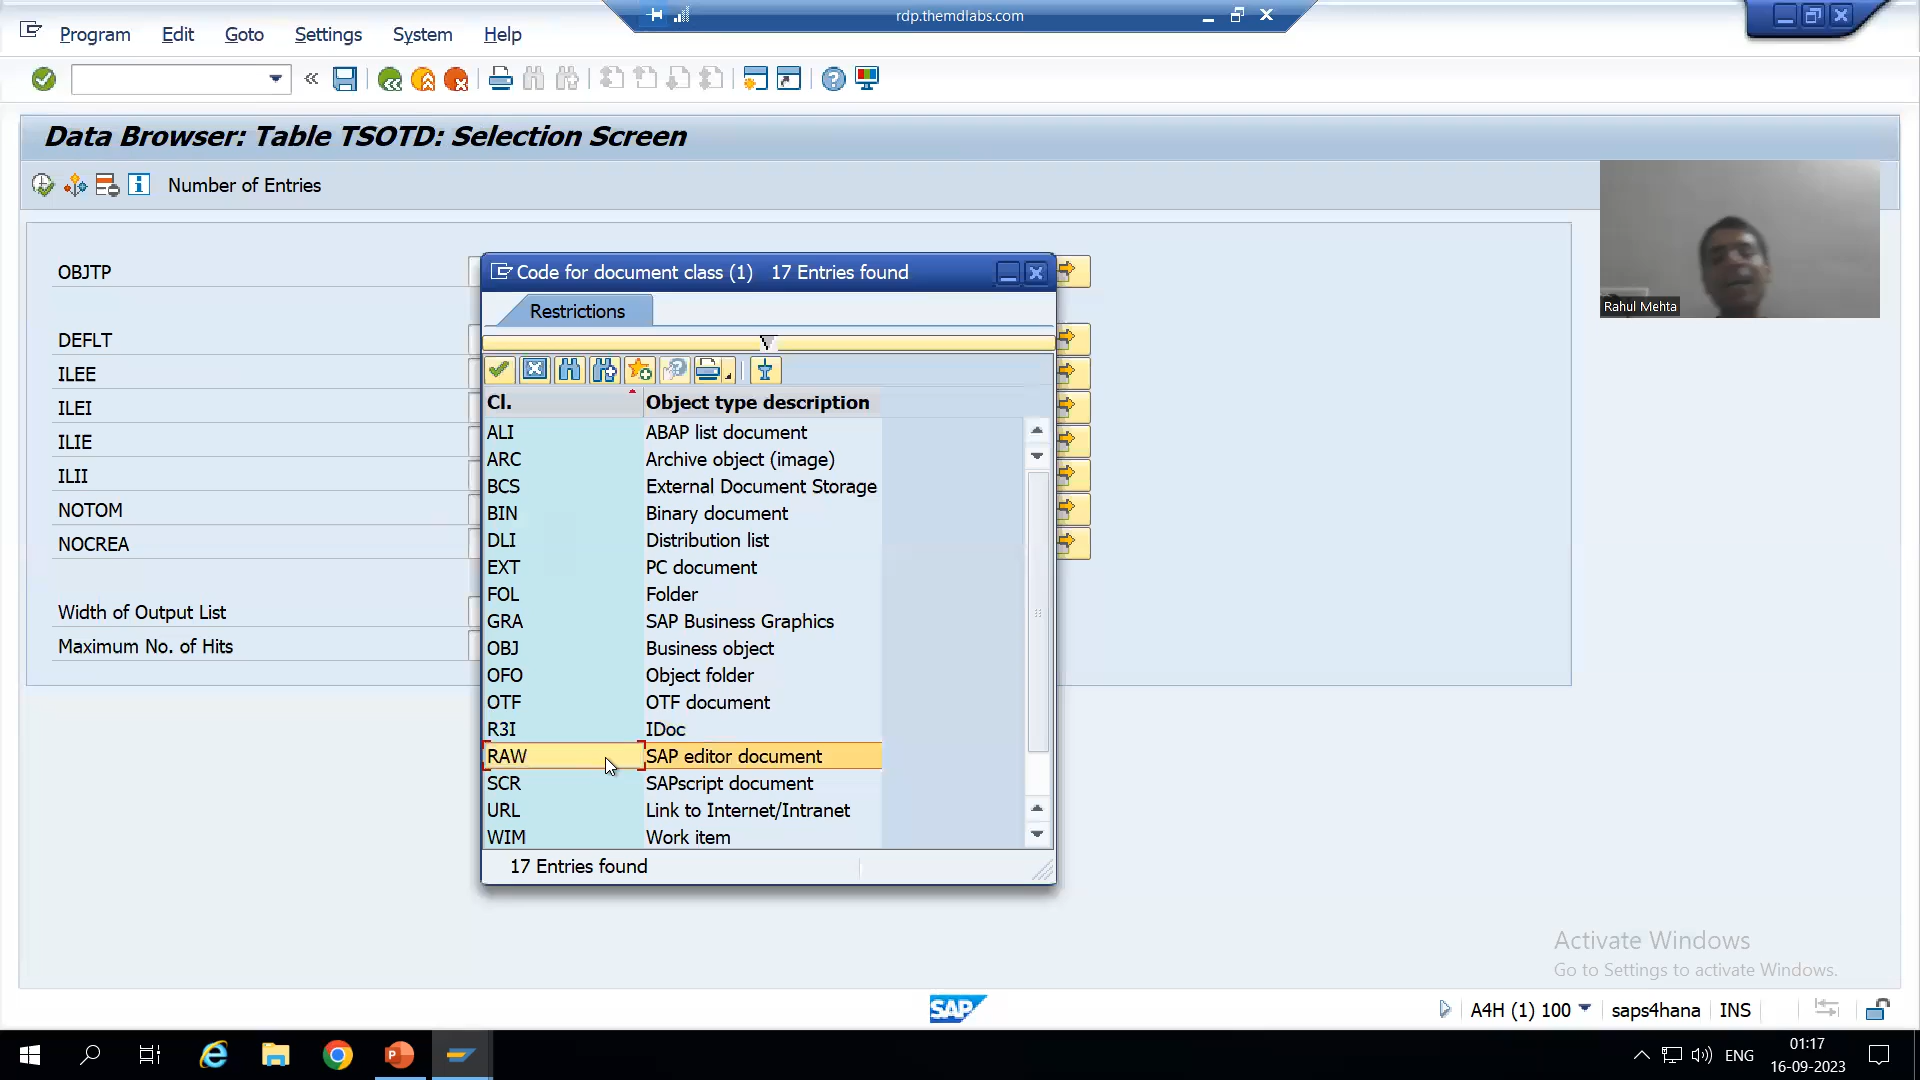 rdp.themdlabs.com
Program Edit Goto Settings System Help
Data Browser: Table TSOTD: Selection Screen
Number of Entries
Rahul Mehta
OBJTP
DEFLT
ILEE
ILEI
ILIE
ILII
NOTOM
NOCREA
Width of Output List
Maximum No. of Hits
Code for document class (1) 17 Entries found
Restrictions
Cl. Object type description
ALI ABAP list document
ARC Archive object (image)
BCS External Document Storage
BIN Binary document
DLI Distribution list
EXT PC document
FOL Folder
GRA SAP Business Graphics
OBJ Business object
OFO Object folder
OTF OTF document
R3I IDoc
RAW SAP editor document
SCR SAPscript document
URL Link to Internet/Intranet
WIM Work item
17 Entries found
Activate Windows
Go to Settings to activate Windows.
SAP
A4H (1) 100 saps4hana INS
ENG
01:17
16-09-2023